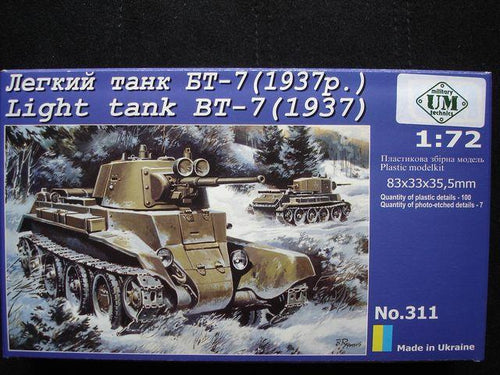 Легкий танк БТ-7(1937р.)
Light tank BT-7(1937)
military
UM
technics
1:72
Пластикова збірна модель
Plastic modelkit
83x33x35,5mm
Quantity of plastic details - 100
Quantity of photo-etched details - 7
No.311
Made in Ukraine